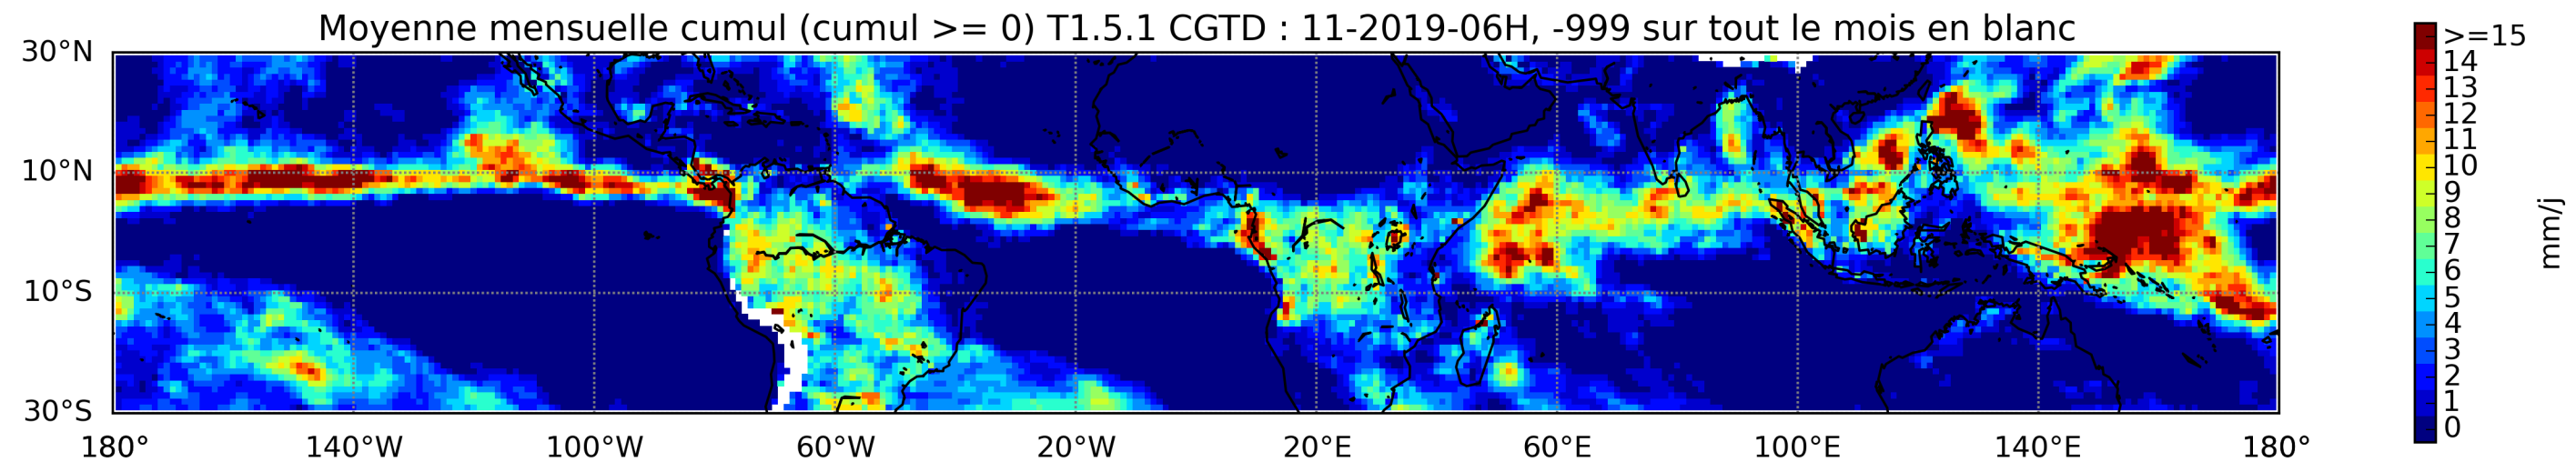 Moyenne mensuelle cumul (cumul >= 0) T1.5.1 CGTD : 11-2019-06H, -999 sur tout le mois en blanc
30°N
10°N
10°S
30°S
180° 140°W 100°W 60°W 20°W 20°E 60°E 100°E 140°E 180°
>=15
14
13
12
11
10
9
8
7
6
5
4
3
2
1
0
mm/j